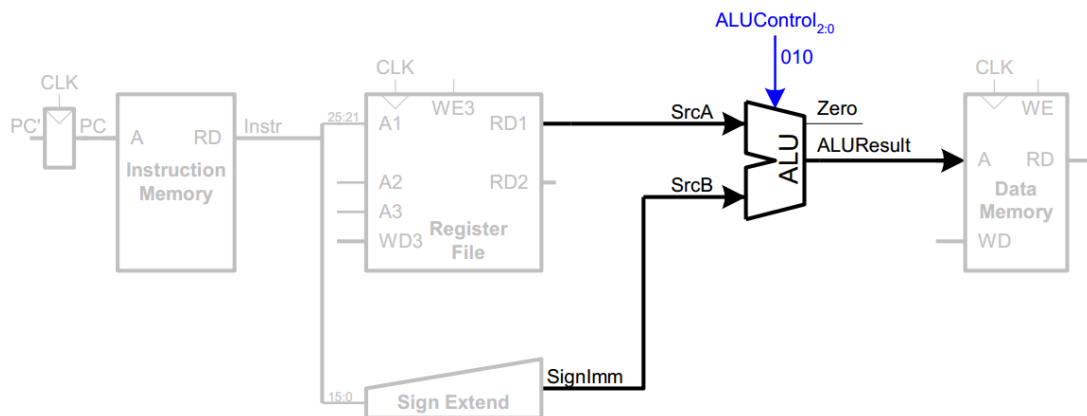 ALUControl2:0
010
CLK
CLK
CLK
PC'
PC
A
RD
Instruction
Memory
Instr
25:21
A1
WE3
RD1
A2
RD2
A3
WD3
Register
File
SrcA
SrcB
ALU
Zero
ALUResult
WE
A
RD
Data
Memory
WD
SignImm
15:0
Sign Extend